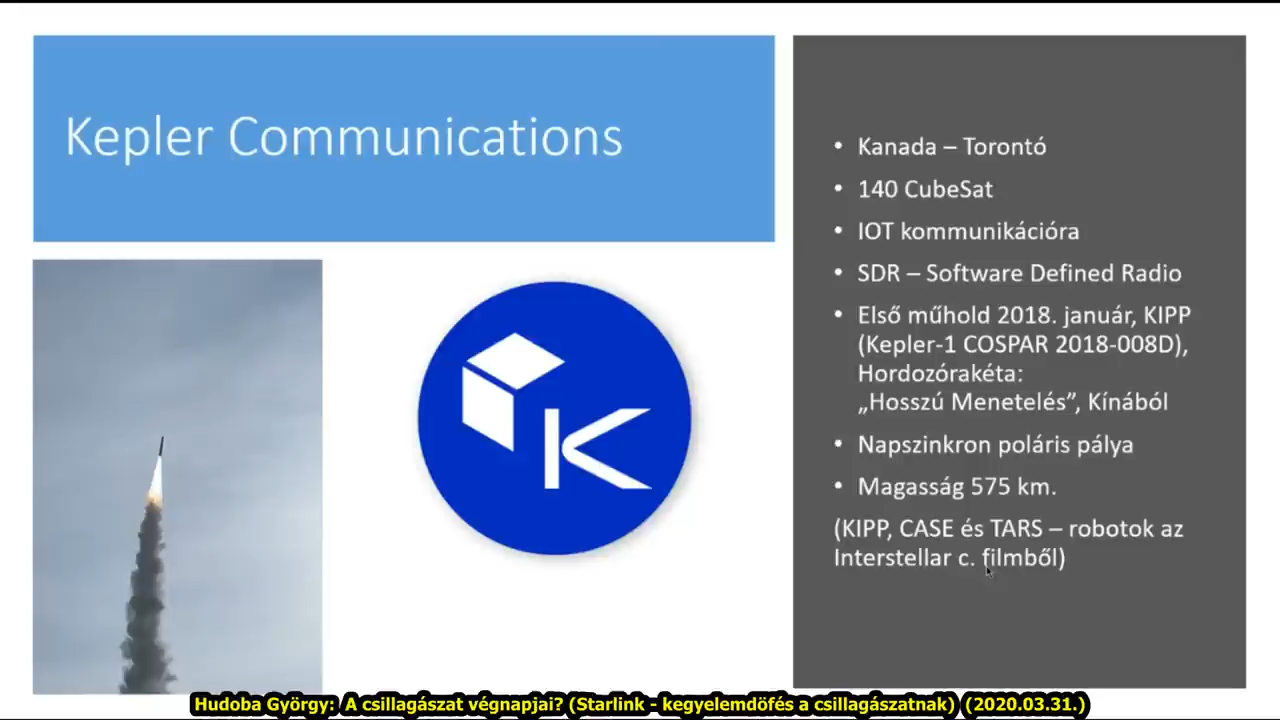 Kepler Communications
• Kanada – Torontó
• 140 CubeSat
• IOT kommunikációra
• SDR – Software Defined Radio
• Első műhold 2018. január, KIPP
(Kepler-1 COSPAR 2018-008D),
Hordozórakéta:
„Hosszú Menetelés”, Kínából
• Napszinkron poláris pálya
• Magasság 575 km.
(KIPP, CASE és TARS – robotok az
Interstellar c. filmből)
K
Hudoba György: A csillagászat végnapjai? (Starlink - kegyelemdöfés a csillagászatnak) (2020.03.31.)